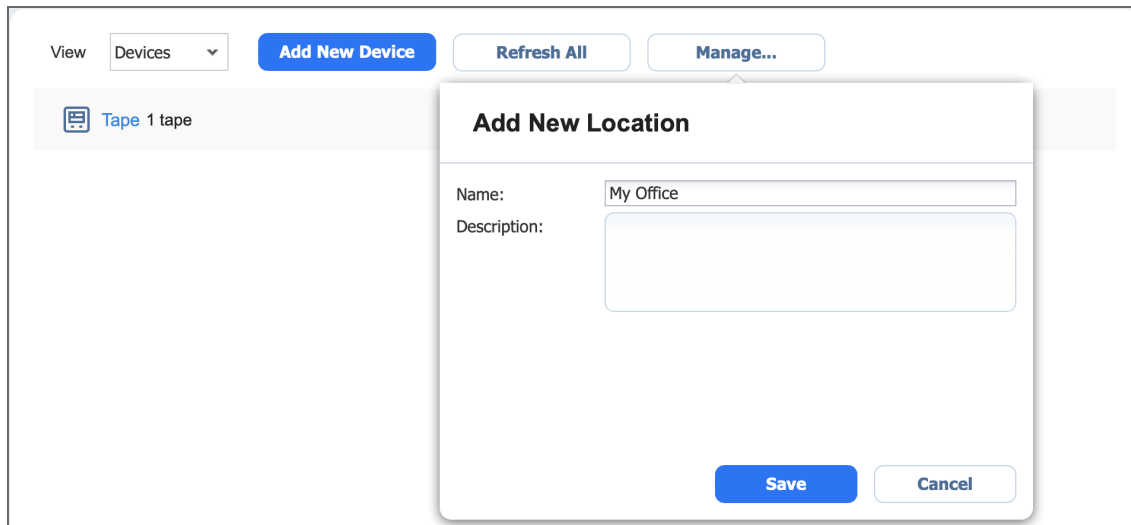 View Devices Add New Device Refresh All Manage...
Tape 1 tape
Add New Location
Name: My Office
Description:
Save Cancel